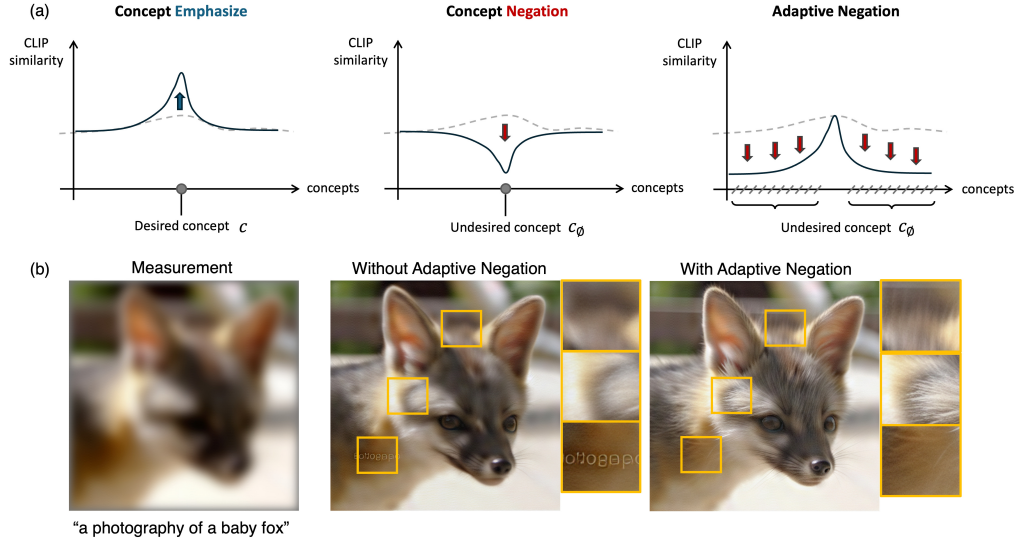 (a)
Concept Emphasize
CLIP
similarity
concepts
Desired concept c
Concept Negation
CLIP
similarity
concepts
Undesired concept c∅
Adaptive Negation
CLIP
similarity
concepts
Undesired concept c∅
(b)
Measurement
Without Adaptive Negation
With Adaptive Negation
“a photography of a baby fox”